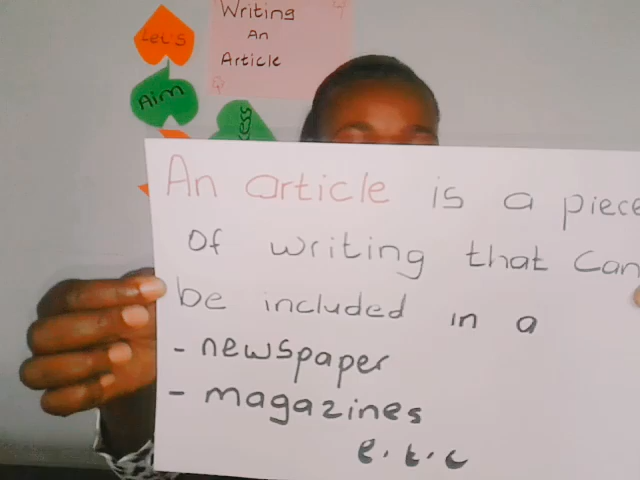 Let's
Aim
Writing
An
Article
An article is a piece
of writing that can
be included in a
- newspaper
- magazines
e.t.c